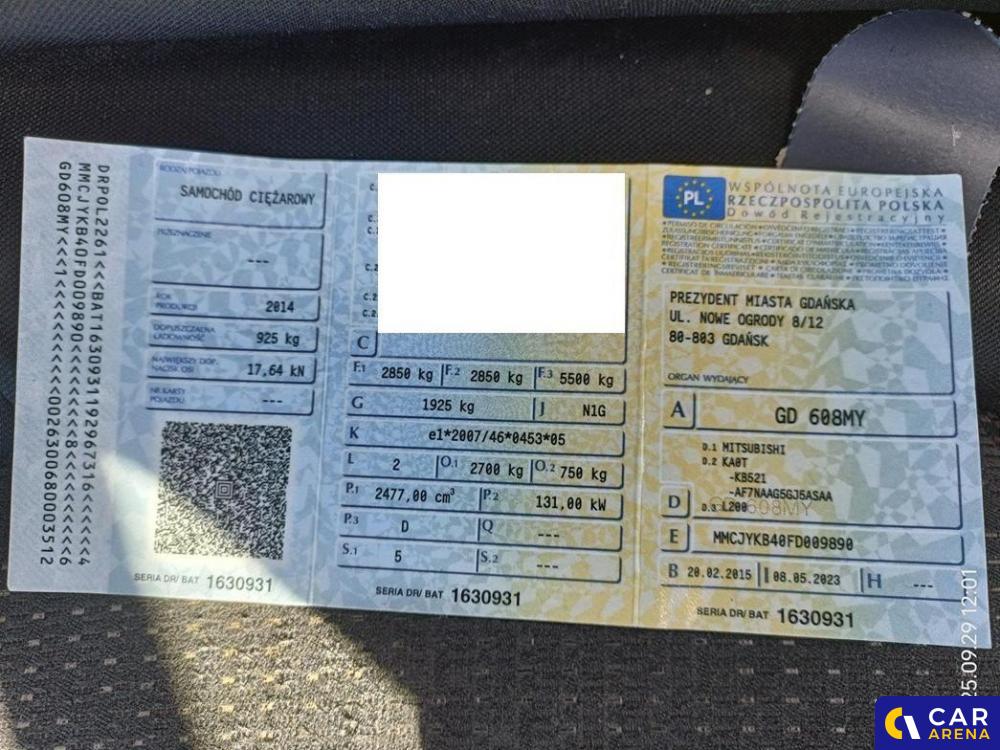 DRPOL2261<<BAT1630931192967316<<<<<4
MMCJYKB40FD009890<<<<<<<<<8<<<<<<<<6
GD608MY<<<1<<<<<<<<<0026300680003512
RODZAJ POJAZDU
SAMOCHÓD CIĘŻAROWY
PRZEZNACZENIE
---
ROK PRODUKCJI
2014
DOPUSZCZALNA ŁADOWNOŚĆ
925 kg
NAJWIĘKSZY DOP. NACISK OSI
17,64 kN
NR KARTY POJAZDU
---
SERIA DR/ BAT 1630931
C
F.1 2850 kg F.2 2850 kg F.3 5500 kg
G 1925 kg J N1G
K e1*2007/46*0453*05
L 2 O.1 2700 kg O.2 750 kg
P.1 2477,00 cm³ P.2 131,00 kW
P.3 D Q ---
S.1 5 S.2 ---
SERIA DR/ BAT 1630931
PL
WSPÓLNOTA EUROPEJSKA
RZECZPOSPOLITA POLSKA
Dowód Rejestracyjny
PREZYDENT MIASTA GDAŃSKA
UL. NOWE OGRODY 8/12
80-803 GDAŃSK
ORGAN WYDAJĄCY
A GD 608MY
D.1 MITSUBISHI
D.2 KA0T
-KB521
-AF7NAAG5GJ5ASAA
D D.3 L200
E MMCJYKB40FD009890
B 20.02.2015 I 08.05.2023 H ---
SERIA DR/ BAT 1630931
25.09.29 12:01
CAR
ARENA